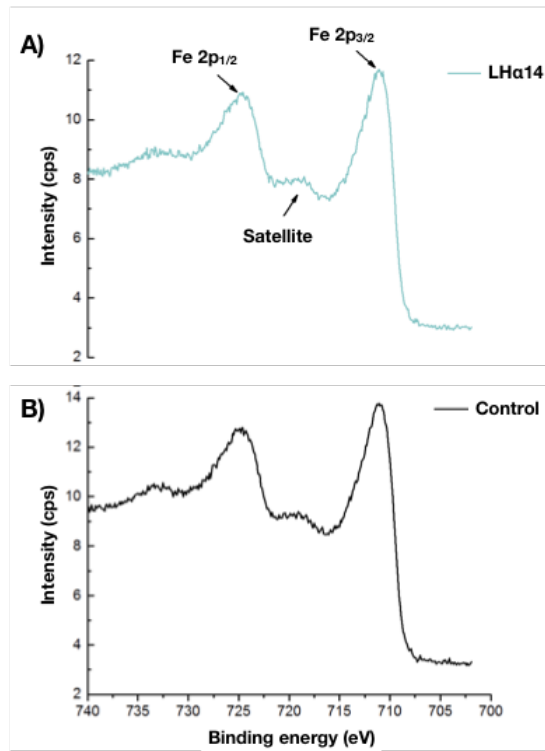 A)
Fe 2p1/2
Fe 2p3/2
LHα14
12
10
8
6
4
2
Intensity (cps)
Satellite
B)
Control
14
12
10
8
6
4
2
Intensity (cps)
740 735 730 725 720 715 710 705 700
Binding energy (eV)